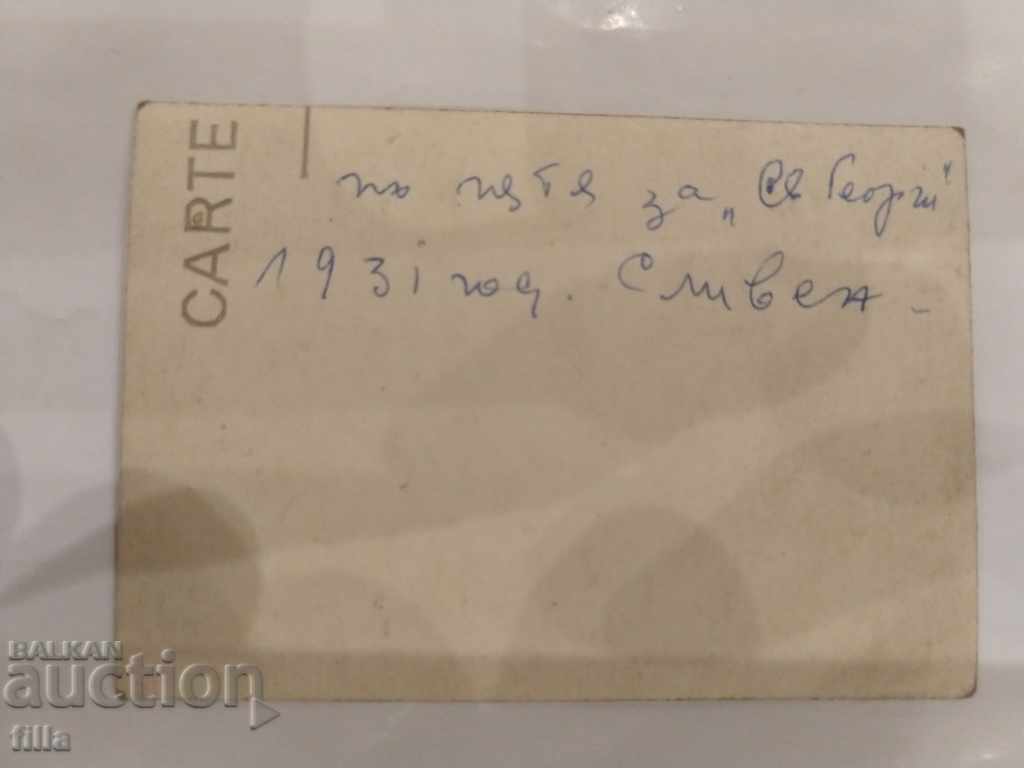 CARTE
по пътя за „Св Георги“
1931 год. Сливен -
BALKAN
auction
filla